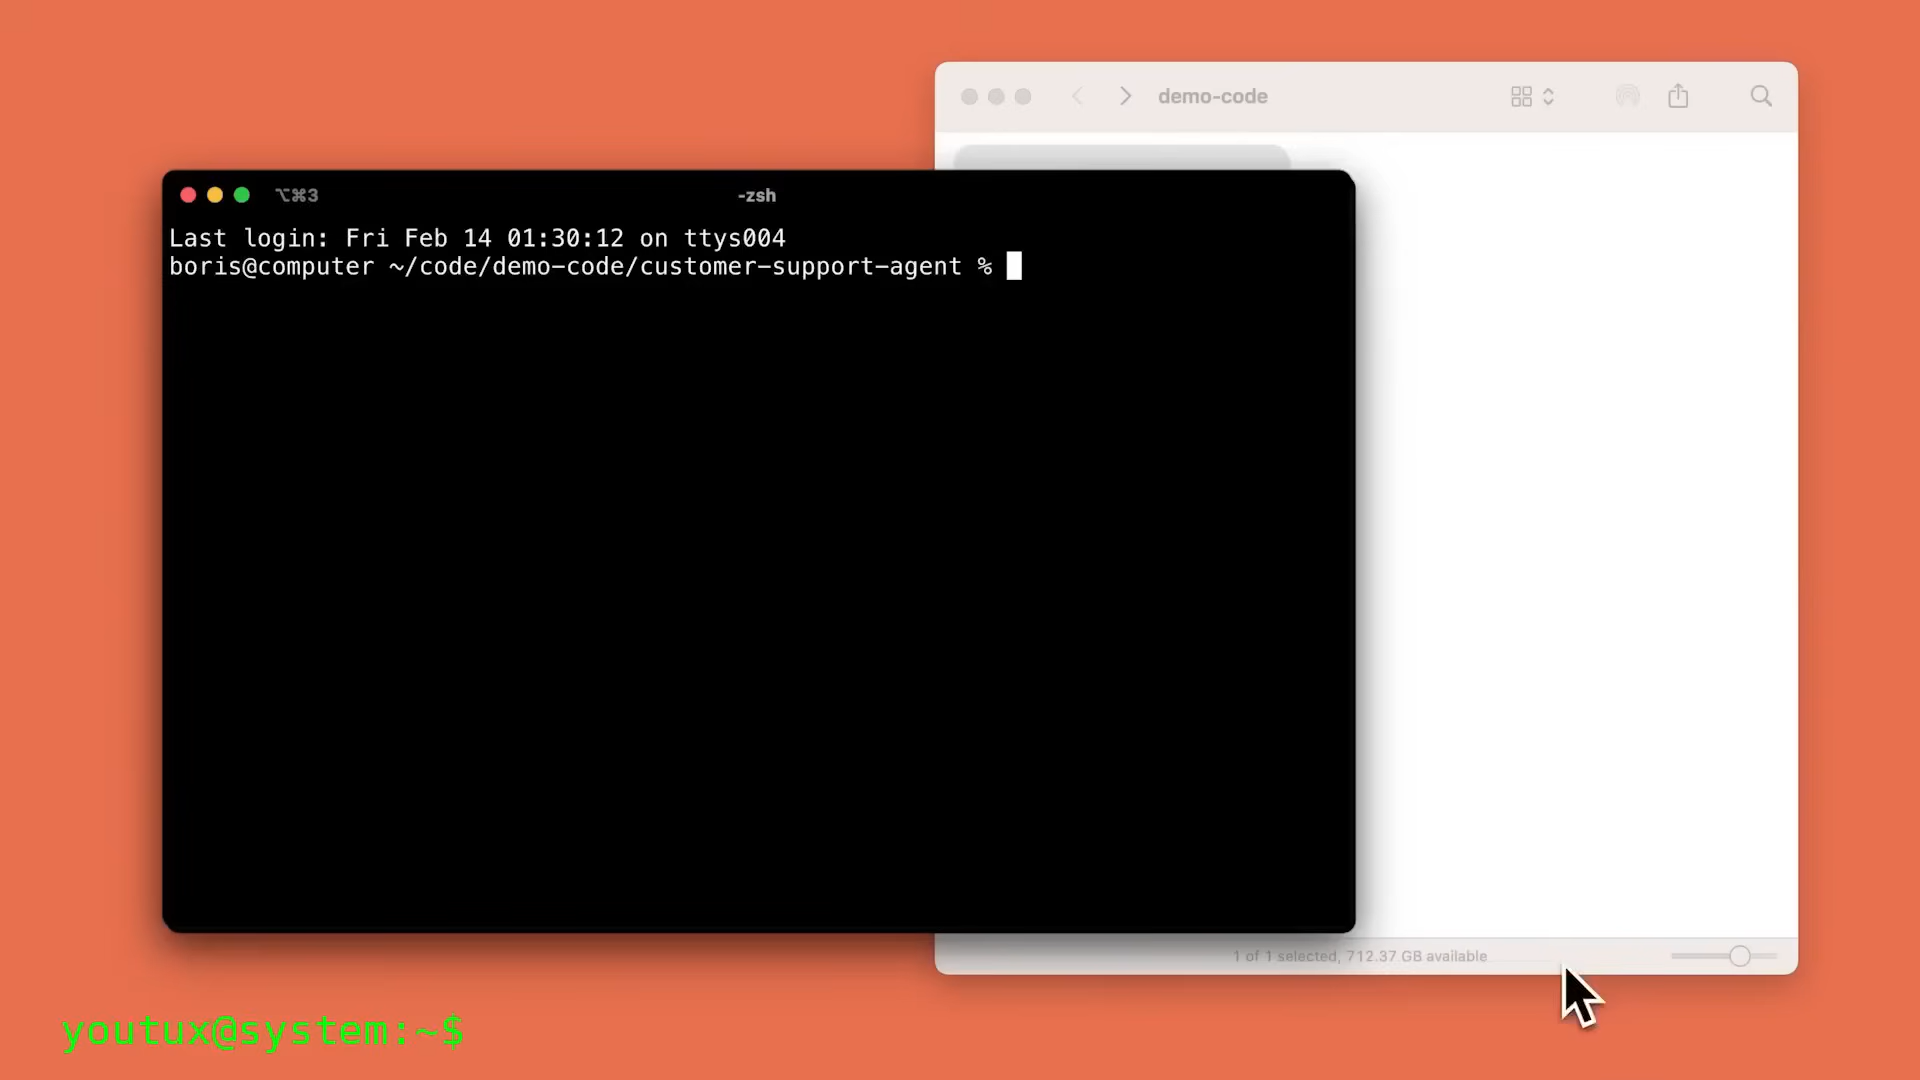 demo-code
⌥⌘3
-zsh
Last login: Fri Feb 14 01:30:12 on ttys004
boris@computer ~/code/demo-code/customer-support-agent %
1 of 1 selected, 712.37 GB available
youtux@system:~$